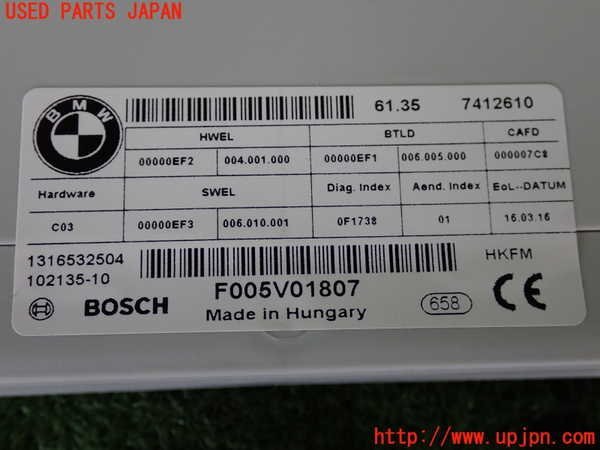 USED PARTS JAPAN
BMW
61.35 7412610
HWEL BTLD CAFD
00000EF2 004.001.000 00000EF1 006.005.000 000007C8
Hardware SWEL Diag. Index Aend. Index EoL--DATUM
C03 00000EF3 006.010.001 0F1738 01 16.03.16
1316532504
102135-10
HKFM
BOSCH F005V01807 658 CE
Made in Hungary
http://www.upjpn.com/